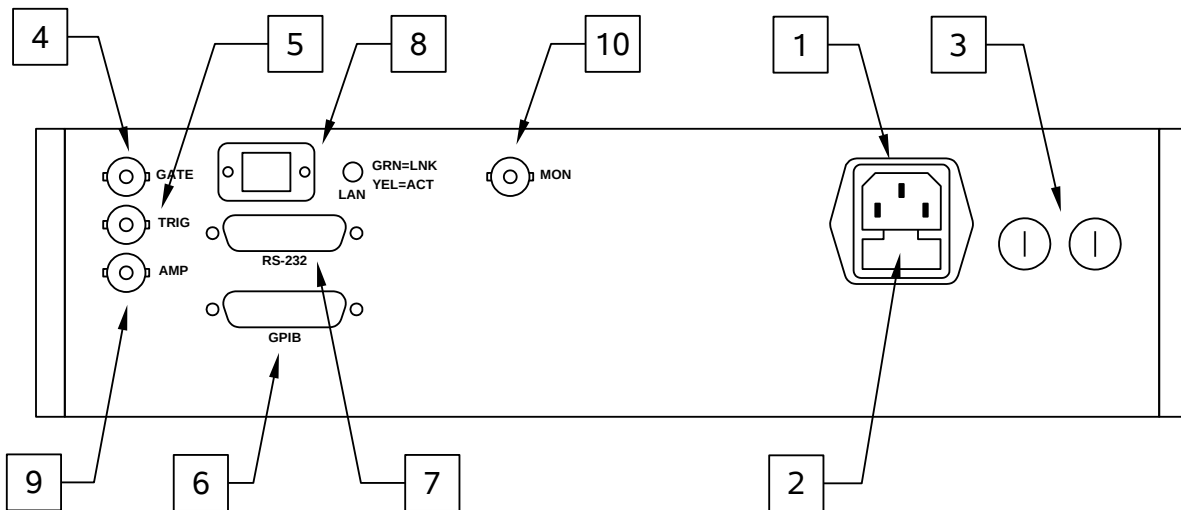 4
5
8
10
1
3
GATE
GRN=LNK
YEL=ACT
LAN
MON
TRIG
RS-232
AMP
GPIB
9
6
7
2